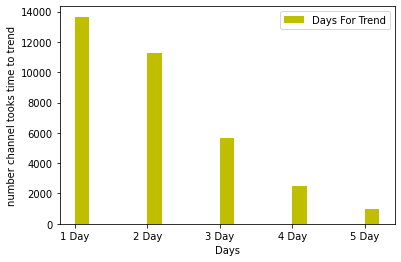 Days For Trend
number channel tooks time to trend
14000
12000
10000
8000
6000
4000
2000
0
1 Day 2 Day 3 Day 4 Day 5 Day
Days